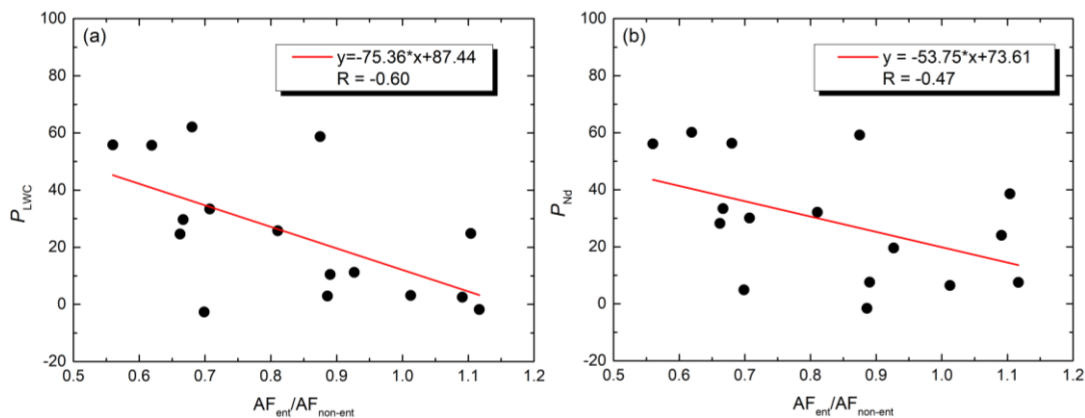 (a)
y=-75.36*x+87.44
R = -0.60
100
80
60
40
20
0
-20
P_LWC
0.5 0.6 0.7 0.8 0.9 1.0 1.1 1.2
AF_ent/AF_non-ent
(b)
y = -53.75*x+73.61
R = -0.47
100
80
60
40
20
0
-20
P_Nd
0.5 0.6 0.7 0.8 0.9 1.0 1.1 1.2
AF_ent/AF_non-ent